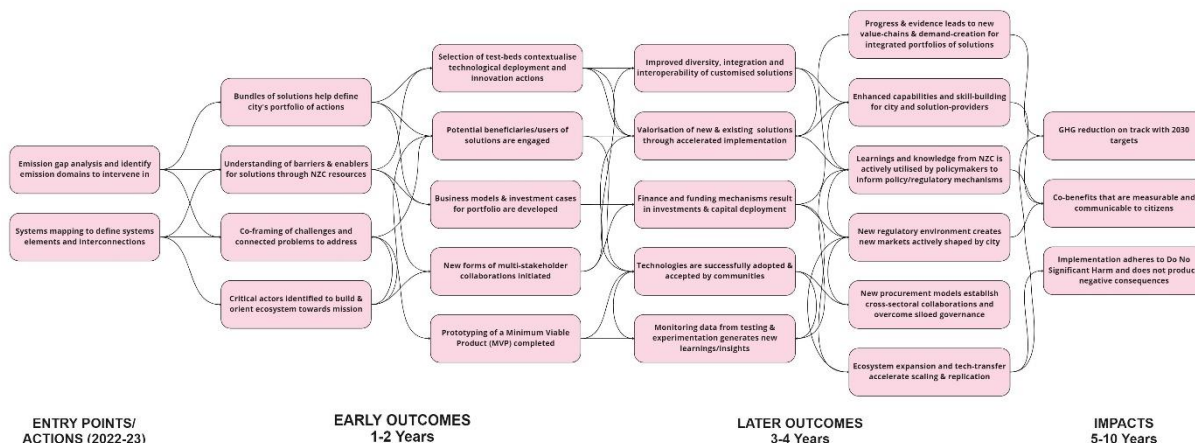 Emission gap analysis and identify
emission domains to intervene in
Systems mapping to define systems
elements and interconnections
Bundles of solutions help define
city's portfolio of actions
Understanding of barriers & enablers
for solutions through NZC resources
Co-framing of challenges and
connected problems to address
Critical actors identified to build &
orient ecosystem towards mission
Selection of test-beds contextualise
technological deployment and
innovation actions
Potential beneficiaries/users of
solutions are engaged
Business models & investment cases
for portfolio are developed
New forms of multi-stakeholder
collaborations initiated
Prototyping of a Minimum Viable
Product (MVP) completed
Improved diversity, integration and
interoperability of customised solutions
Valorisation of new & existing solutions
through accelerated implementation
Finance and funding mechanisms result
in investments & capital deployment
Technologies are successfully adopted &
accepted by communities
Monitoring data from testing &
experimentation generates new
learnings/insights
Progress & evidence leads to new
value-chains & demand-creation for
integrated portfolios of solutions
Enhanced capabilities and skill-building
for city and solution-providers
Learnings and knowledge from NZC is
actively utilised by policymakers to
inform policy/regulatory mechanisms
New regulatory environment creates
new markets actively shaped by city
New procurement models establish
cross-sectoral collaborations and
overcome siloed governance
Ecosystem expansion and tech-transfer
accelerate scaling & replication
GHG reduction on track with 2030
targets
Co-benefits that are measurable and
communicable to citizens
Implementation adheres to Do No
Significant Harm and does not produc
negative consequences
ENTRY POINTS/
ACTIONS (2022-23)
EARLY OUTCOMES
1-2 Years
LATER OUTCOMES
3-4 Years
IMPACTS
5-10 Years